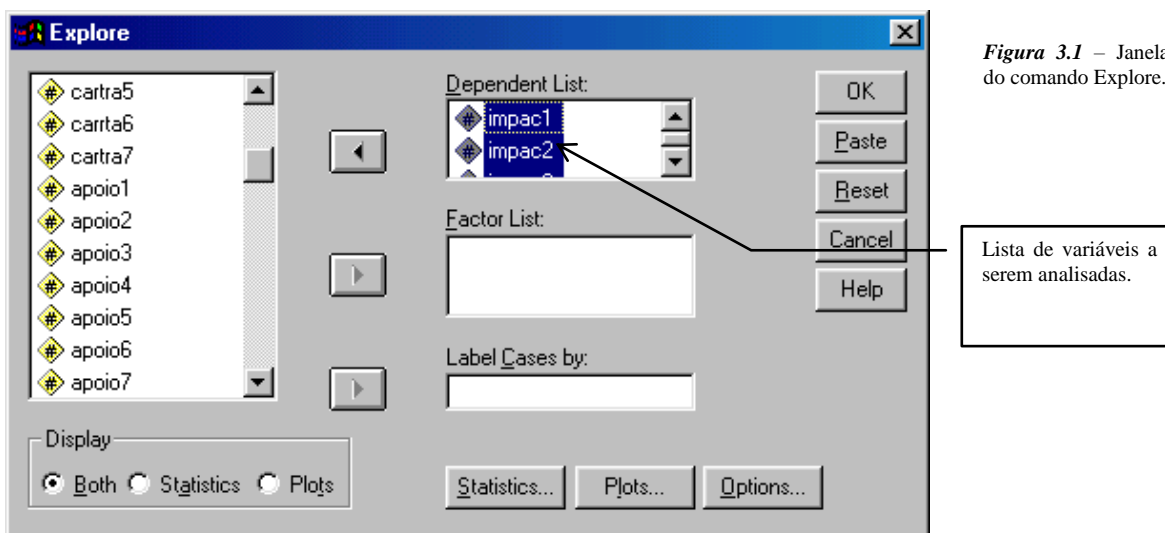 Explore
cartra5
carrta6
cartra7
apoio1
apoio2
apoio3
apoio4
apoio5
apoio6
apoio7
Display
Both
Statistics
Plots
Dependent List:
impac1
impac2
Factor List:
Label Cases by:
Statistics...
Plots...
Options...
OK
Paste
Reset
Cancel
Help
Figura 3.1 – Janela
do comando Explore.
Lista de variáveis a
serem analisadas.